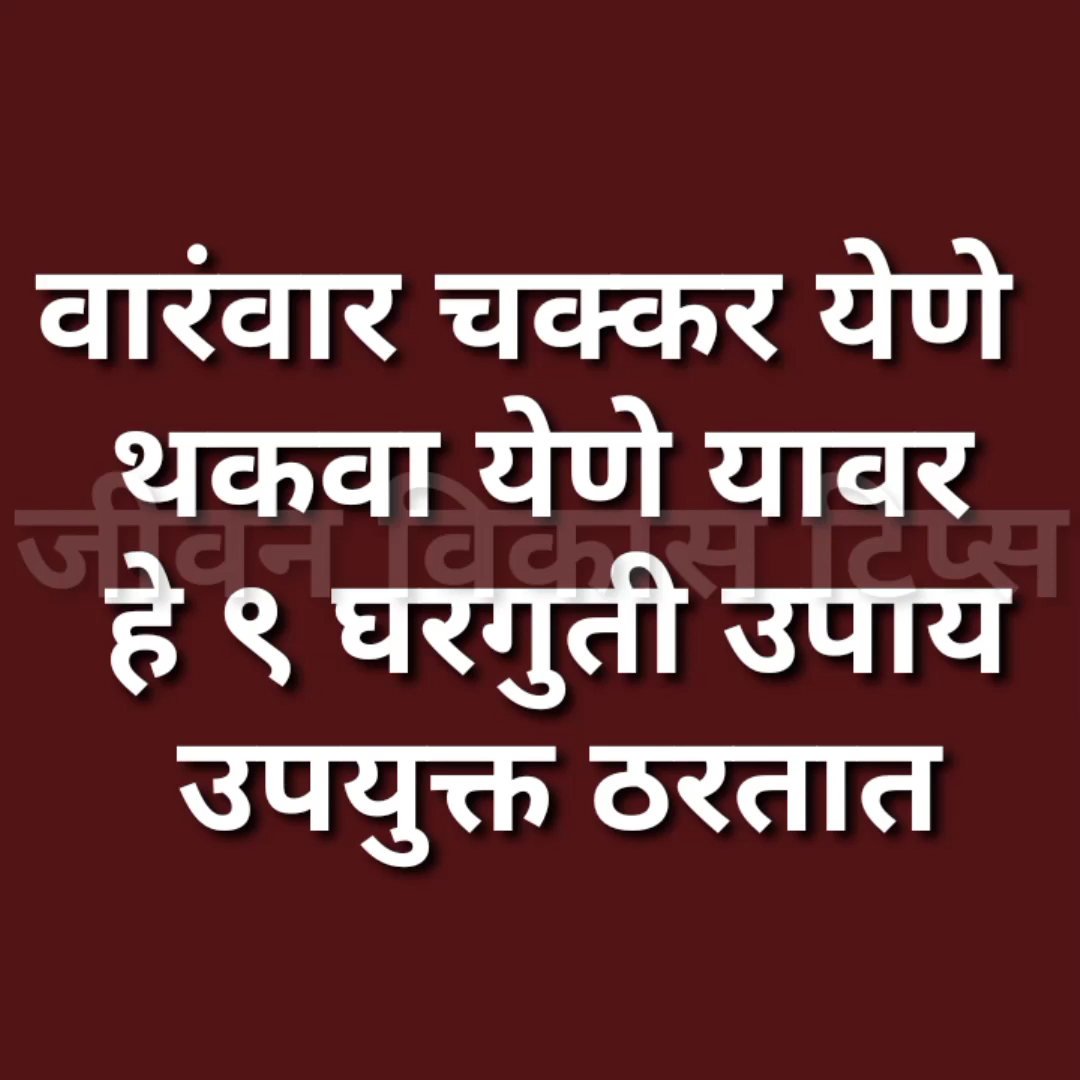 वारंवार चक्कर येणे
थकवा येणे यावर
जीवन विकास टिप्स
हे ९ घरगुती उपाय
उपयुक्त ठरतात